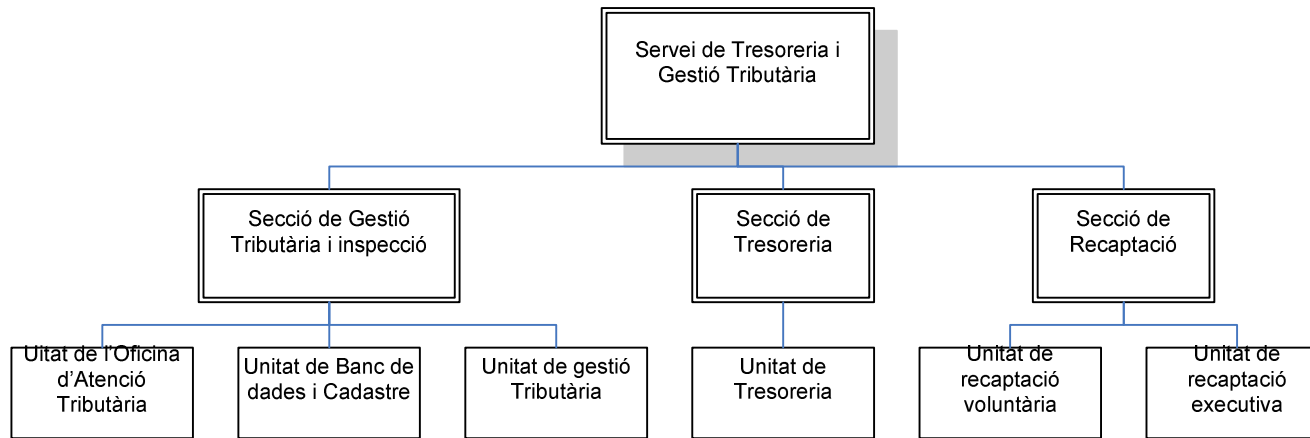 Servei de Tresoreria i
Gestió Tributària
Secció de Gestió
Tributària i inspecció
Secció de
Tresoreria
Secció de
Recaptació
Uitat de l'Oficina
d'Atenció
Tributària
Unitat de Banc de
dades i Cadastre
Unitat de gestió
Tributària
Unitat de
Tresoreria
Unitat de
recaptació
voluntària
Unitat de
recaptació
executiva